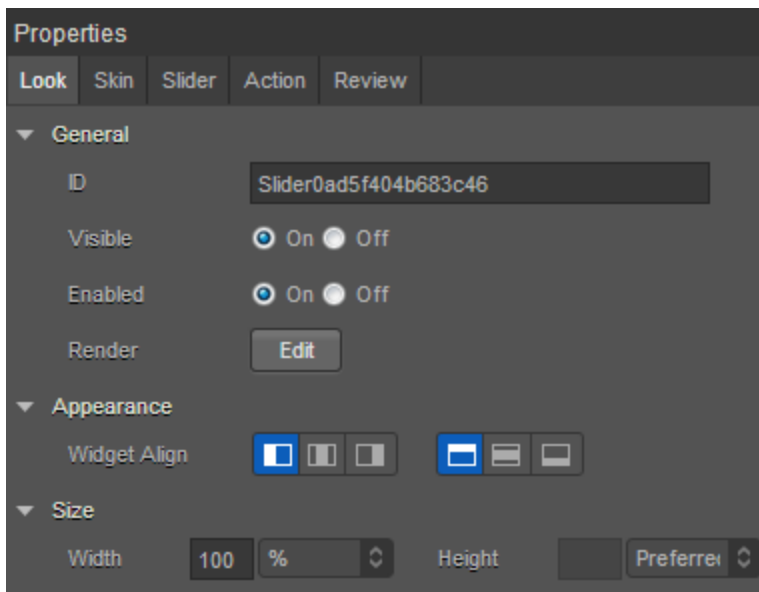 Properties
Look Skin Slider Action Review
General
ID Slider0ad5f404b683c46
Visible On Off
Enabled On Off
Render Edit
Appearance
Widget Align
Size
Width 100 % Height Preferre